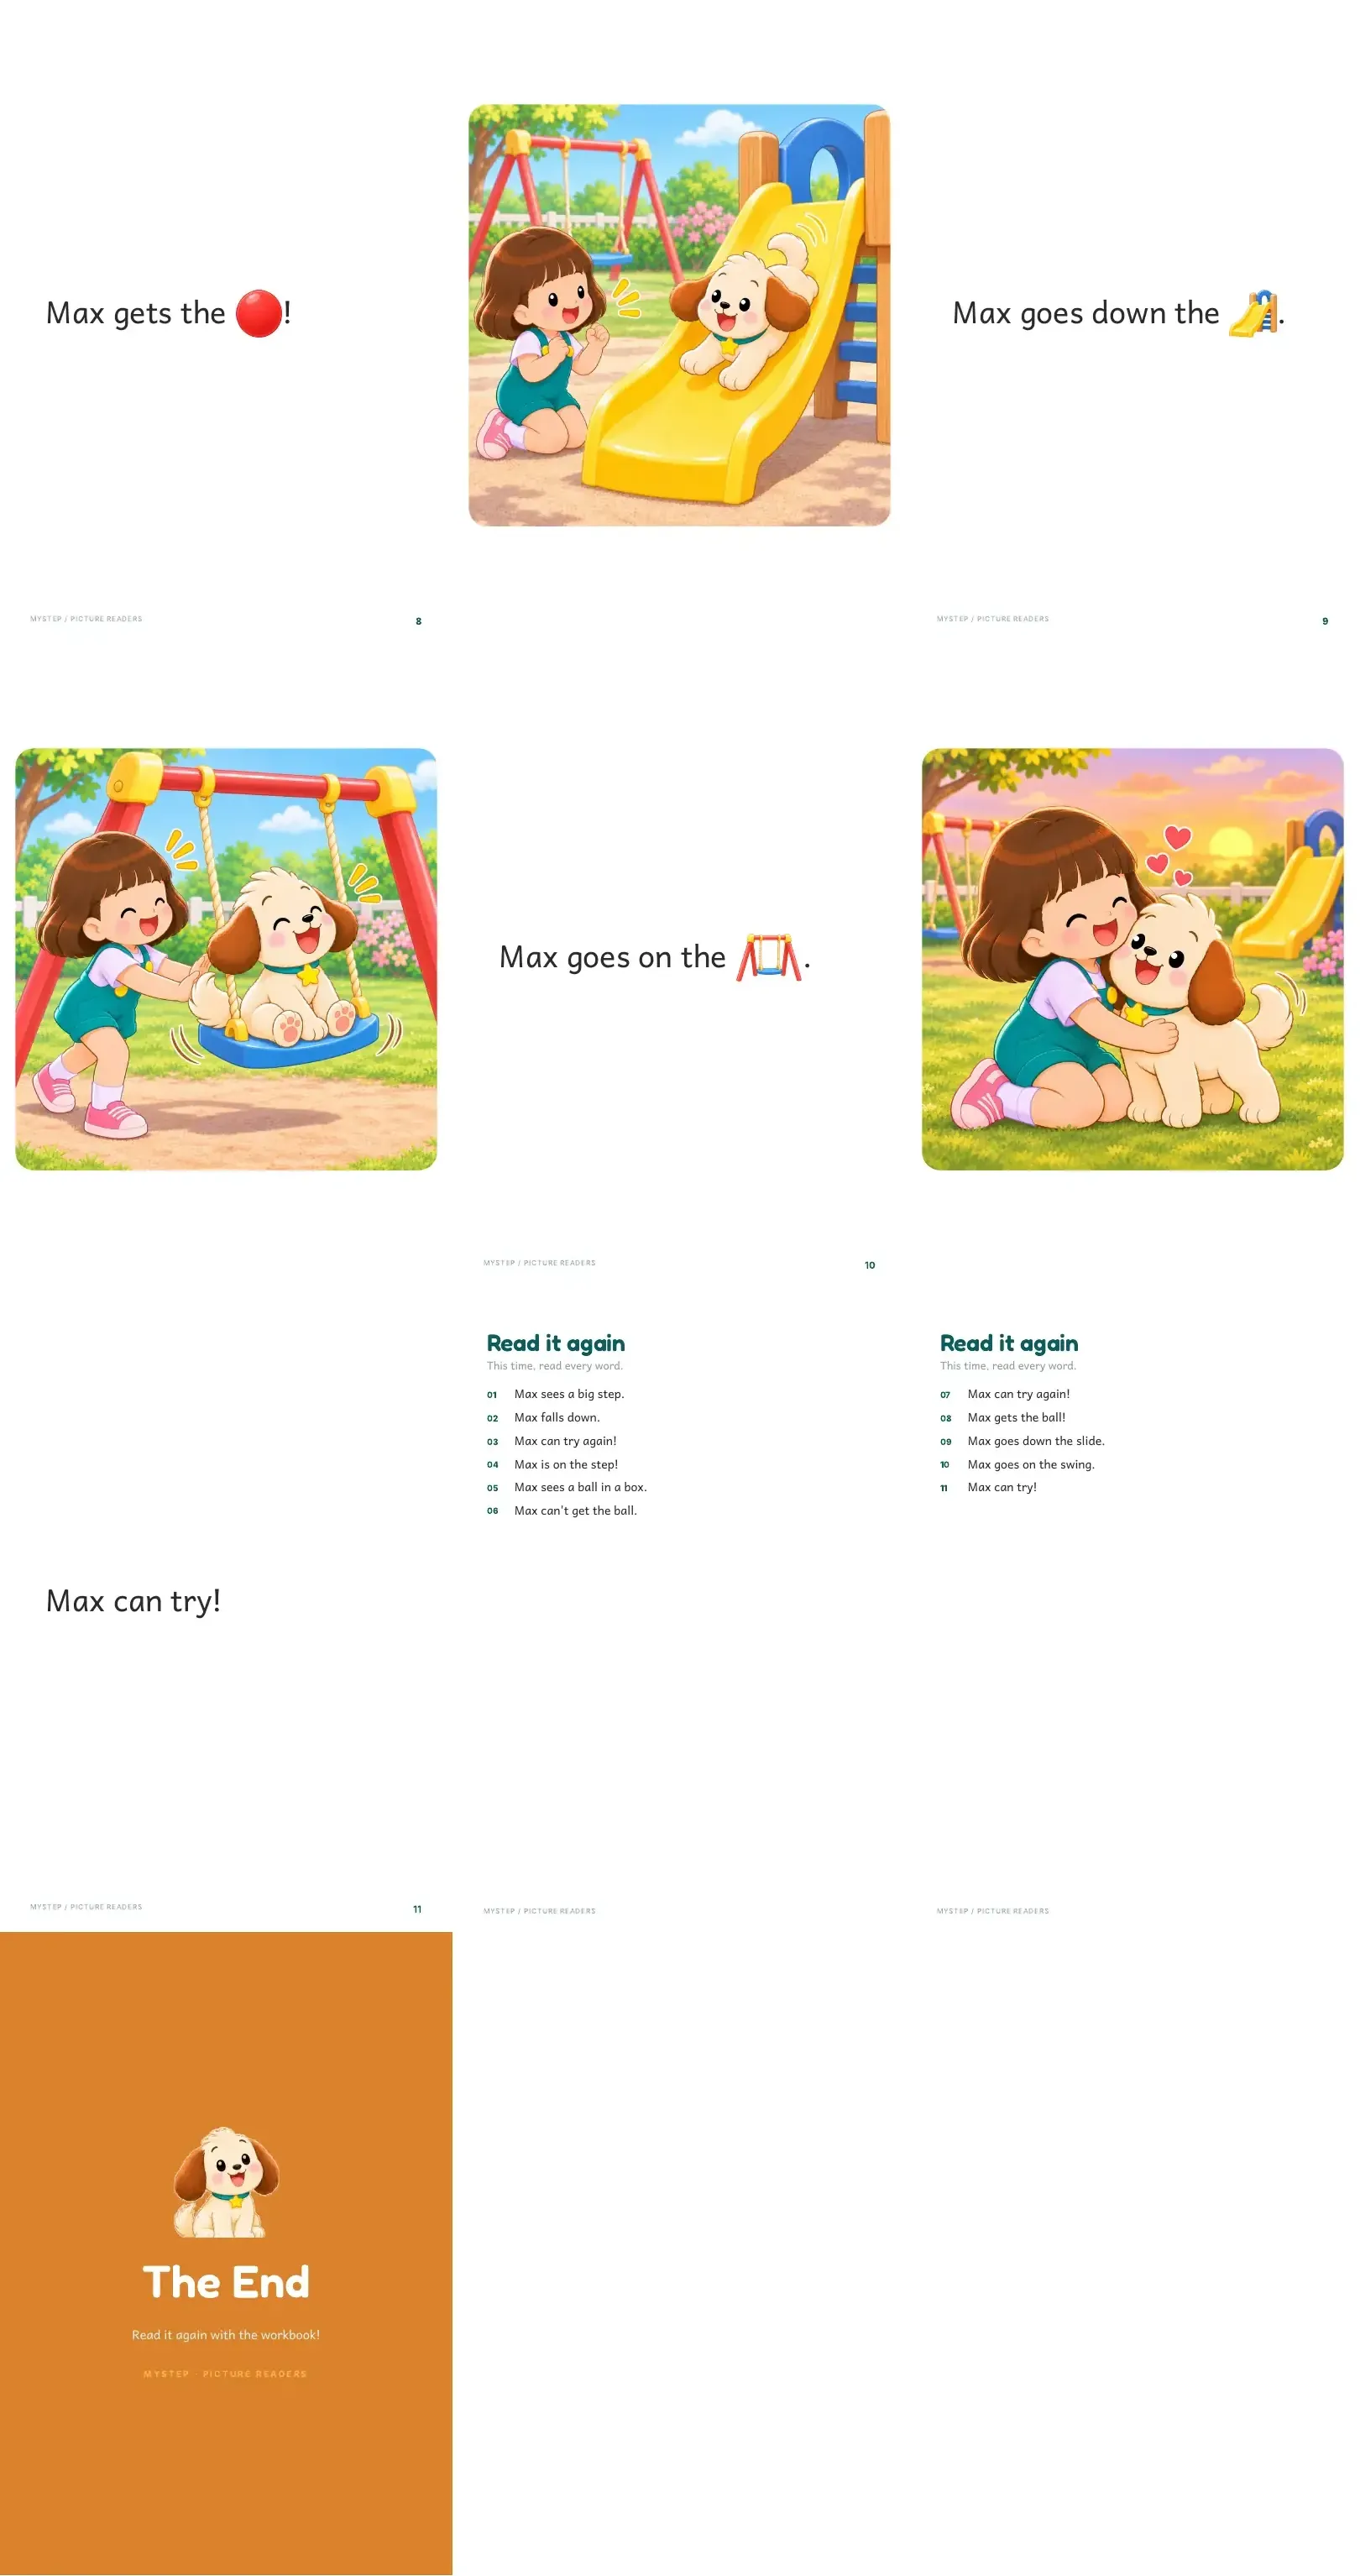 Max gets the !
MYSTEP / PICTURE READERS
8
Max goes down the .
MYSTEP / PICTURE READERS
9
Max goes on the .
MYSTEP / PICTURE READERS
10
Max can try!
MYSTEP / PICTURE READERS
11
Read it again
This time, read every word.
01 Max sees a big step.
02 Max falls down.
03 Max can try again!
04 Max is on the step!
05 Max sees a ball in a box.
06 Max can't get the ball.
MYSTEP / PICTURE READERS
Read it again
This time, read every word.
07 Max can try again!
08 Max gets the ball!
09 Max goes down the slide.
10 Max goes on the swing.
11 Max can try!
MYSTEP / PICTURE READERS
The End
Read it again with the workbook!
MYSTEP PICTURE READERS